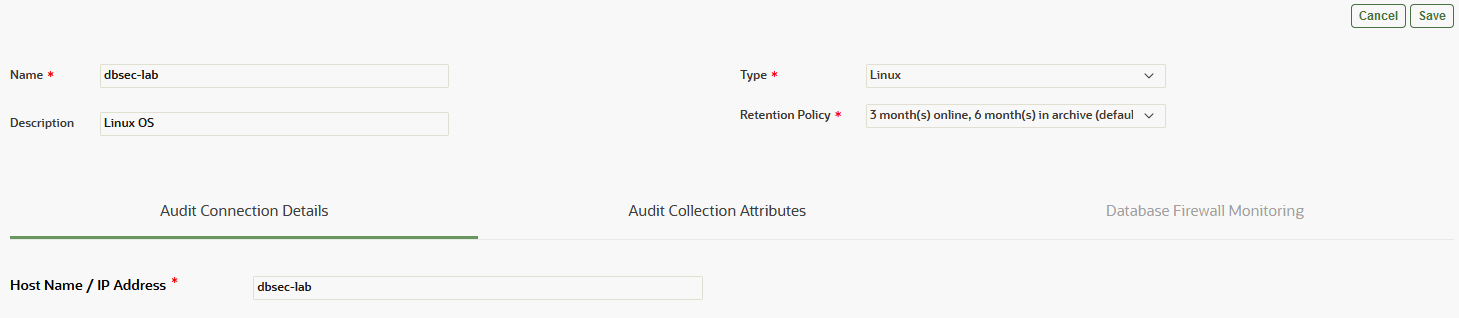 Cancel Save
Name * dbsec-lab Type * Linux
Description Linux OS Retention Policy * 3 month(s) online, 6 month(s) in archive (defaul
Audit Connection Details Audit Collection Attributes Database Firewall Monitoring
Host Name / IP Address * dbsec-lab